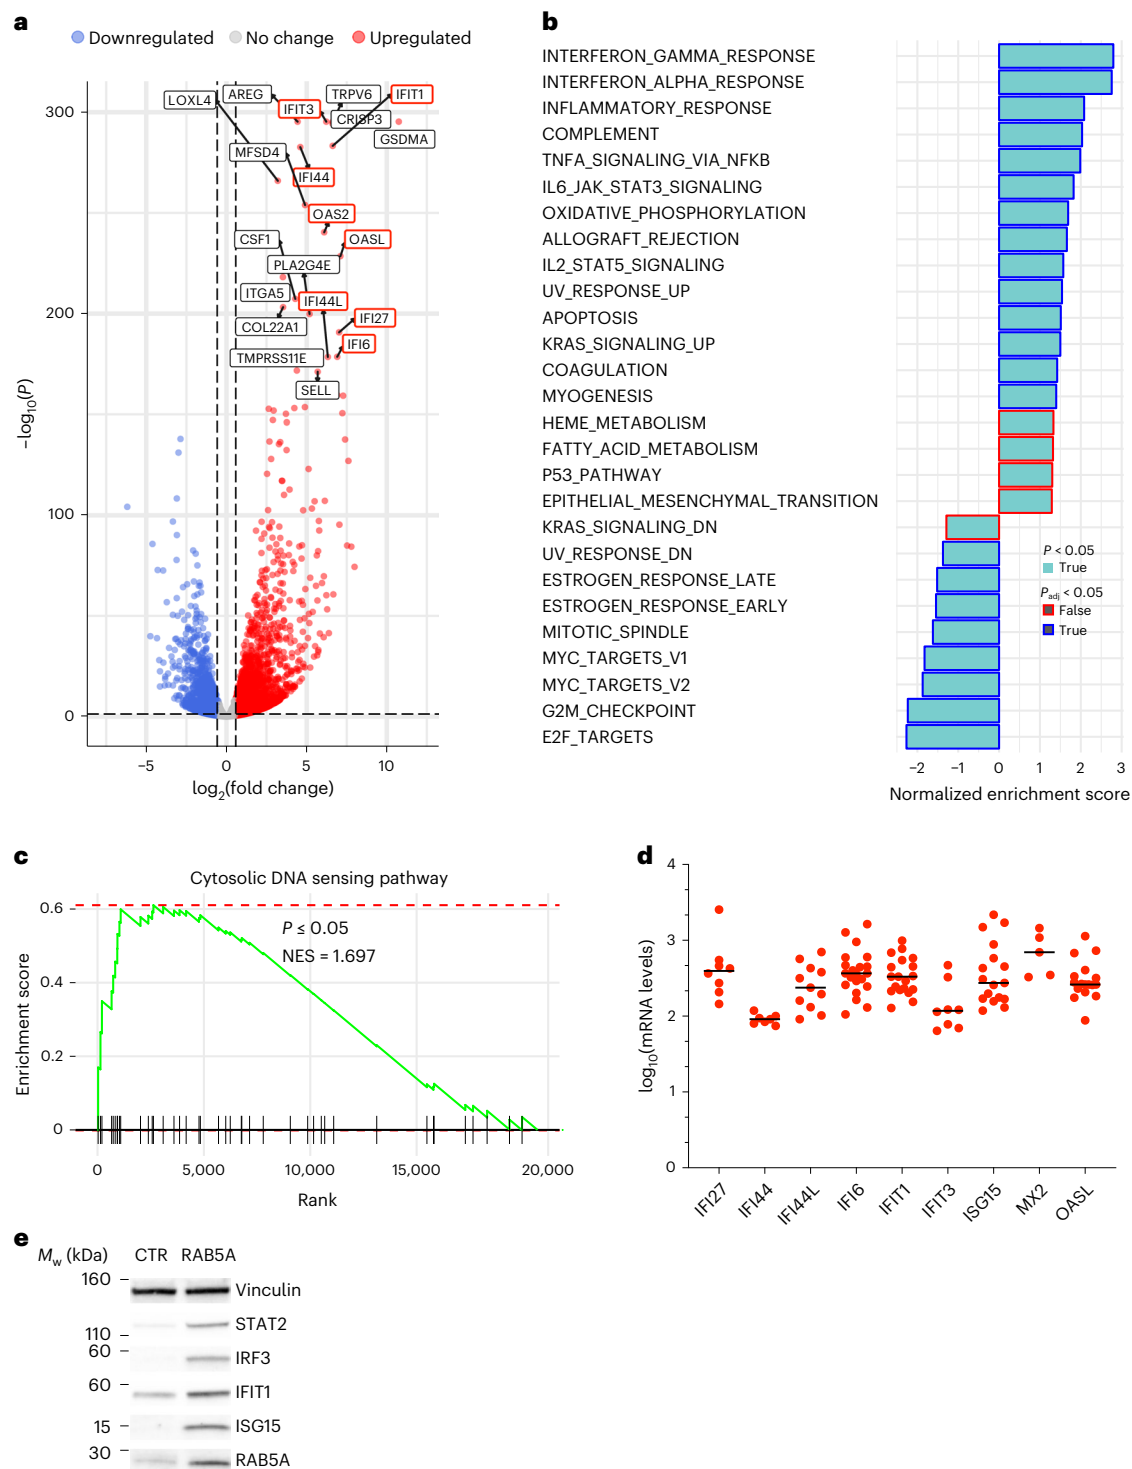 a
Downregulated No change Upregulated
LOXL4 AREG TRPV6 IFIT1
IFIT3 CRISP3
GSDMA
MFSD4
IFI44
OAS2
CSF1 OASL
PLA2G4E
ITGA5 IFI44L
COL22A1 IFI27
IFI6
TMPRSS11E
SELL
300
200
100
0
−log10(P)
−5 0 5 10
log2(fold change)
b
INTERFERON_GAMMA_RESPONSE
INTERFERON_ALPHA_RESPONSE
INFLAMMATORY_RESPONSE
COMPLEMENT
TNFA_SIGNALING_VIA_NFKB
IL6_JAK_STAT3_SIGNALING
OXIDATIVE_PHOSPHORYLATION
ALLOGRAFT_REJECTION
IL2_STAT5_SIGNALING
UV_RESPONSE_UP
APOPTOSIS
KRAS_SIGNALING_UP
COAGULATION
MYOGENESIS
HEME_METABOLISM
FATTY_ACID_METABOLISM
P53_PATHWAY
EPITHELIAL_MESENCHYMAL_TRANSITION
KRAS_SIGNALING_DN
UV_RESPONSE_DN
ESTROGEN_RESPONSE_LATE
ESTROGEN_RESPONSE_EARLY
MITOTIC_SPINDLE
MYC_TARGETS_V1
MYC_TARGETS_V2
G2M_CHECKPOINT
E2F_TARGETS
P < 0.05
True
Padj < 0.05
False
True
−2 −1 0 1 2 3
Normalized enrichment score
c
Cytosolic DNA sensing pathway
P ≤ 0.05
NES = 1.697
0.6
0.4
0.2
0
Enrichment score
0 5,000 10,000 15,000 20,000
Rank
d
4
3
2
1
0
log10(mRNA levels)
IFI27 IFI44 IFI44L IFI6 IFIT1 IFIT3 ISG15 MX2 OASL
e
Mw (kDa) CTR RAB5A
160 Vinculin
STAT2
110
60 IRF3
60 IFIT1
15 ISG15
30 RAB5A